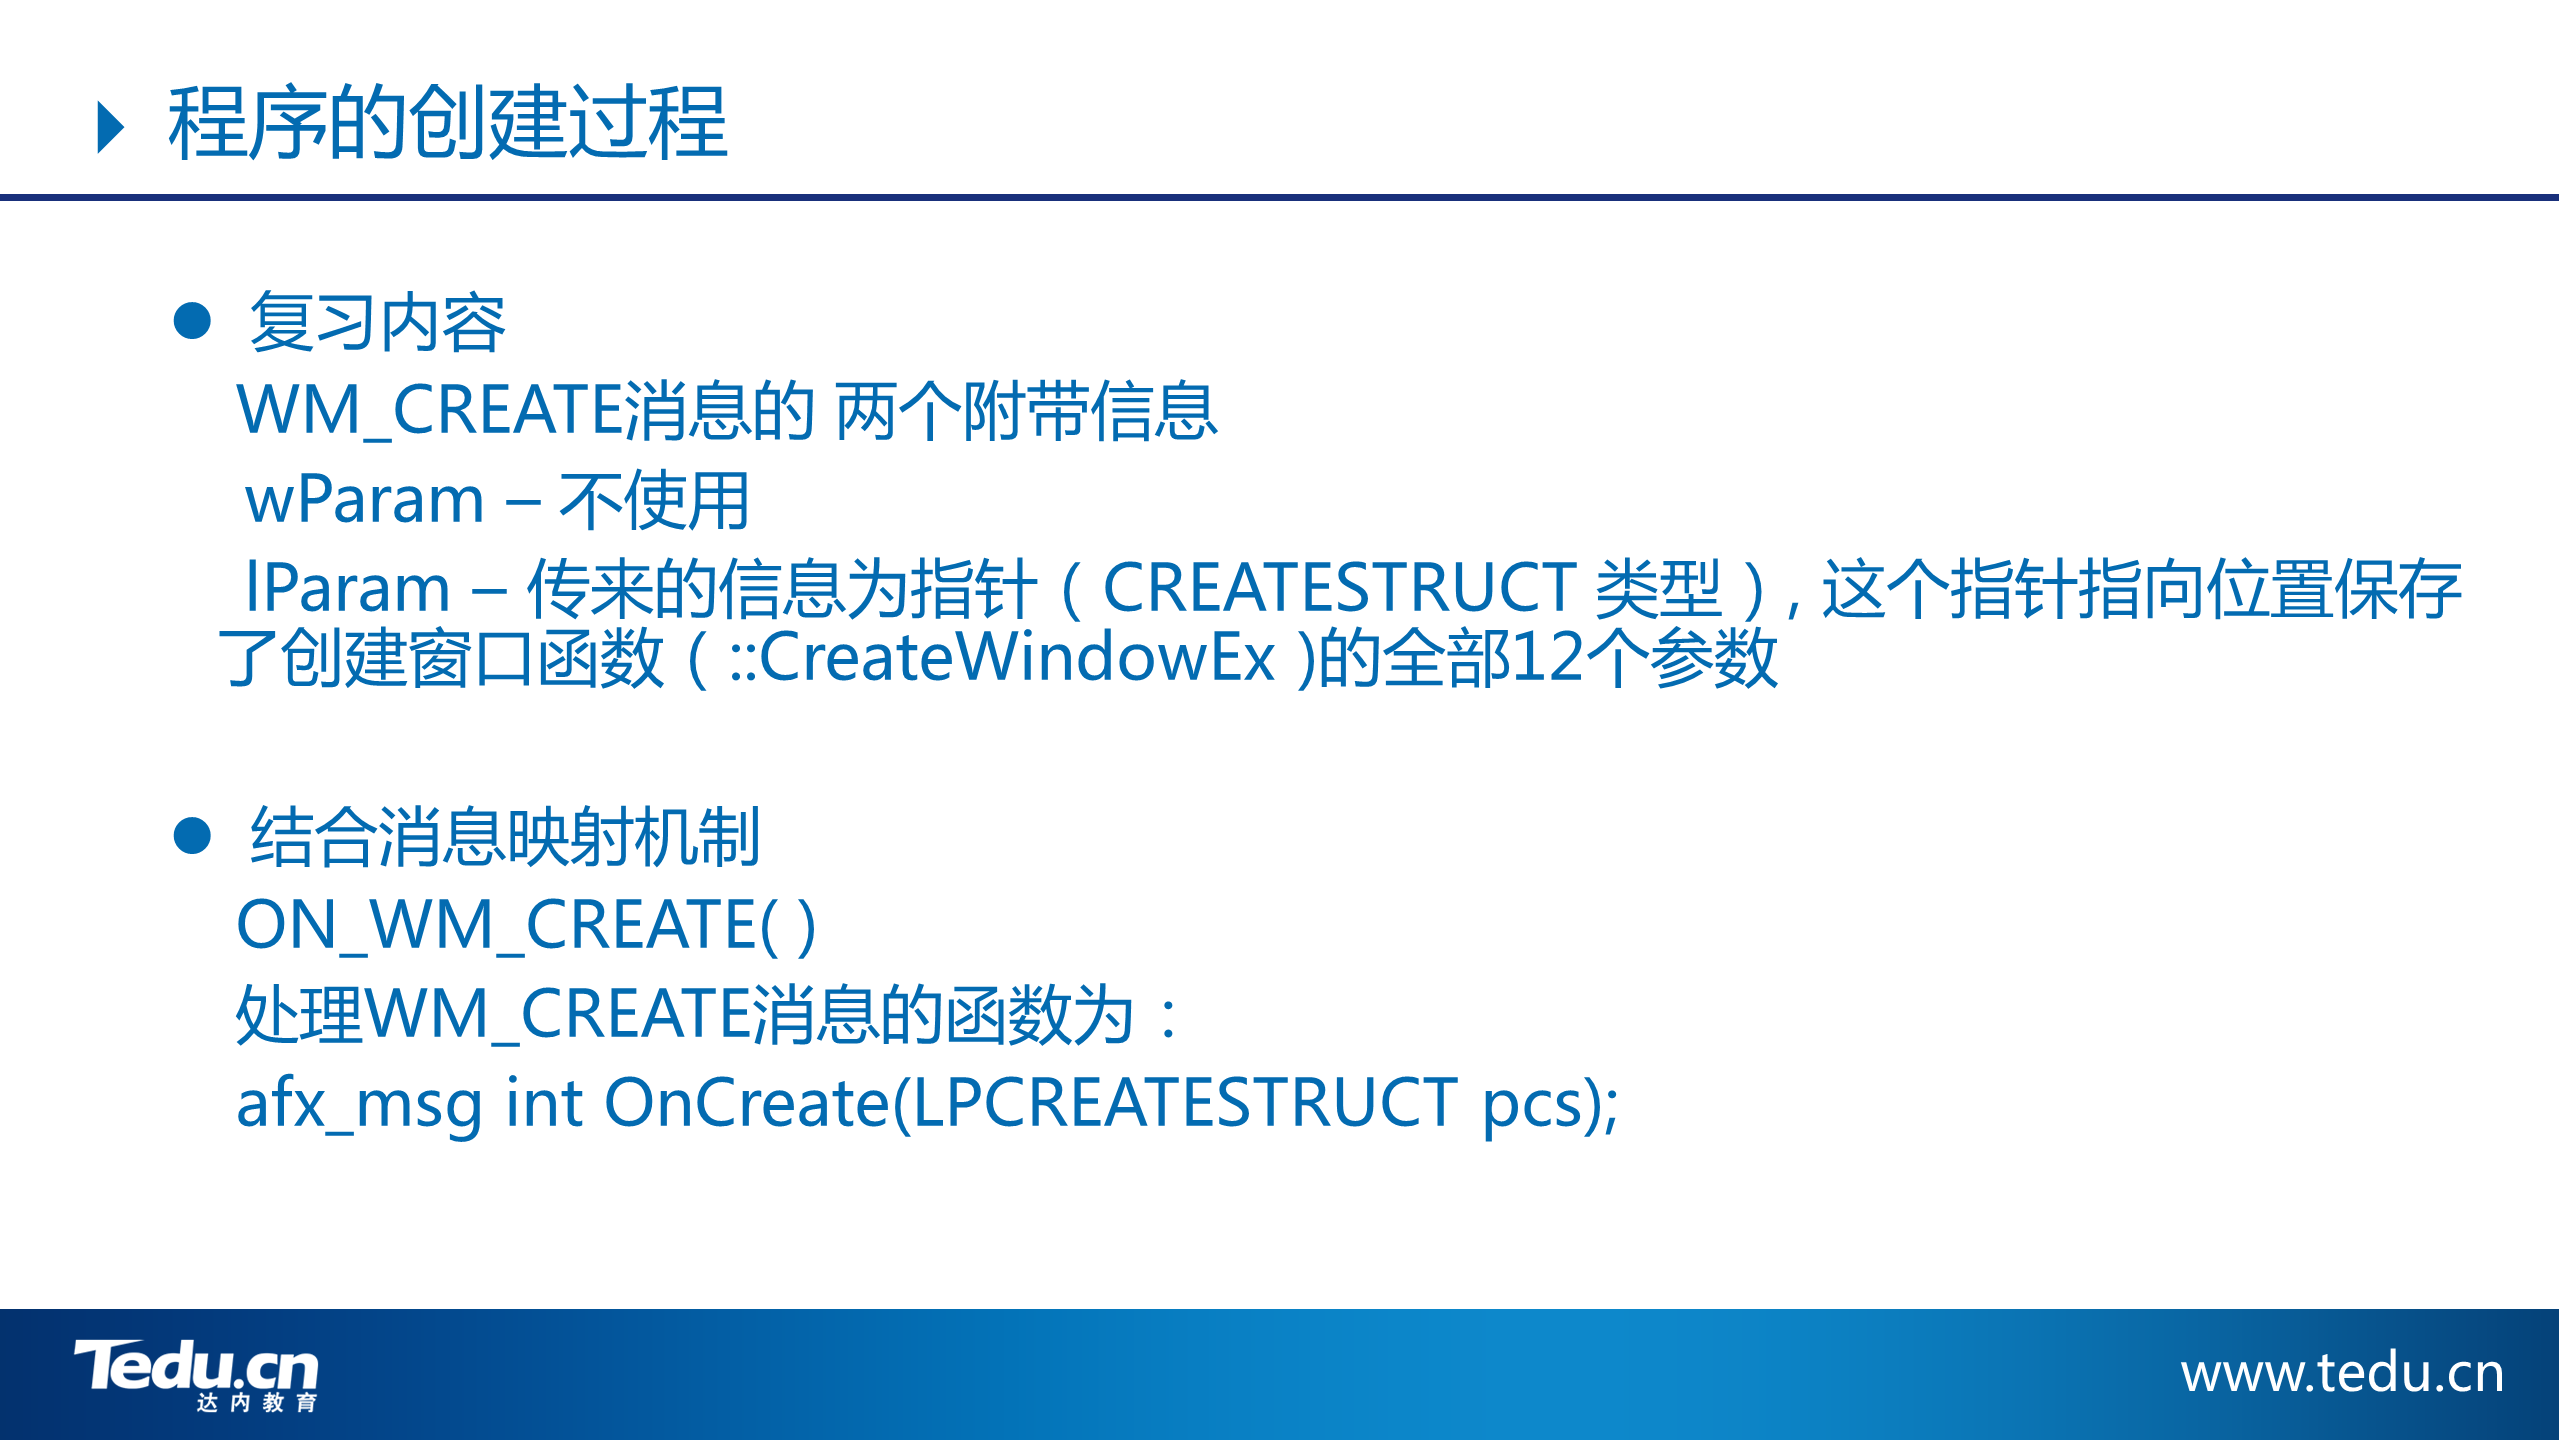 程序的创建过程
复习内容
WM_CREATE消息的 两个附带信息
wParam – 不使用
lParam – 传来的信息为指针（CREATESTRUCT 类型）, 这个指针指向位置保存
了创建窗口函数（::CreateWindowEx )的全部12个参数
结合消息映射机制
ON_WM_CREATE( )
处理WM_CREATE消息的函数为：
afx_msg int OnCreate(LPCREATESTRUCT pcs);
Tedu.cn
达内教育
www.tedu.cn